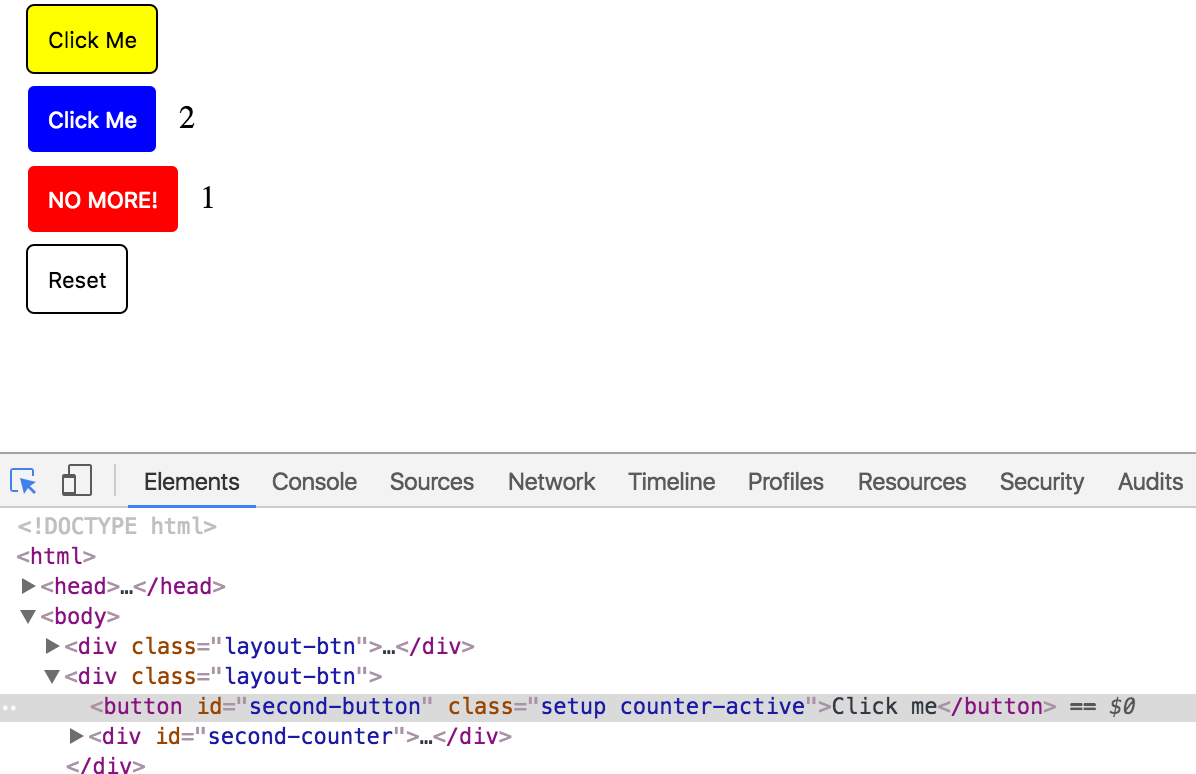 Click Me
Click Me 2
NO MORE! 1
Reset
Elements Console Sources Network Timeline Profiles Resources Security Audits
<!DOCTYPE html>
<html>
▶<head>…</head>
▼<body>
▶<div class="layout-btn">…</div>
▼<div class="layout-btn">
<button id="second-button" class="setup counter-active">Click me</button> == $0
▶<div id="second-counter">…</div>
</div>